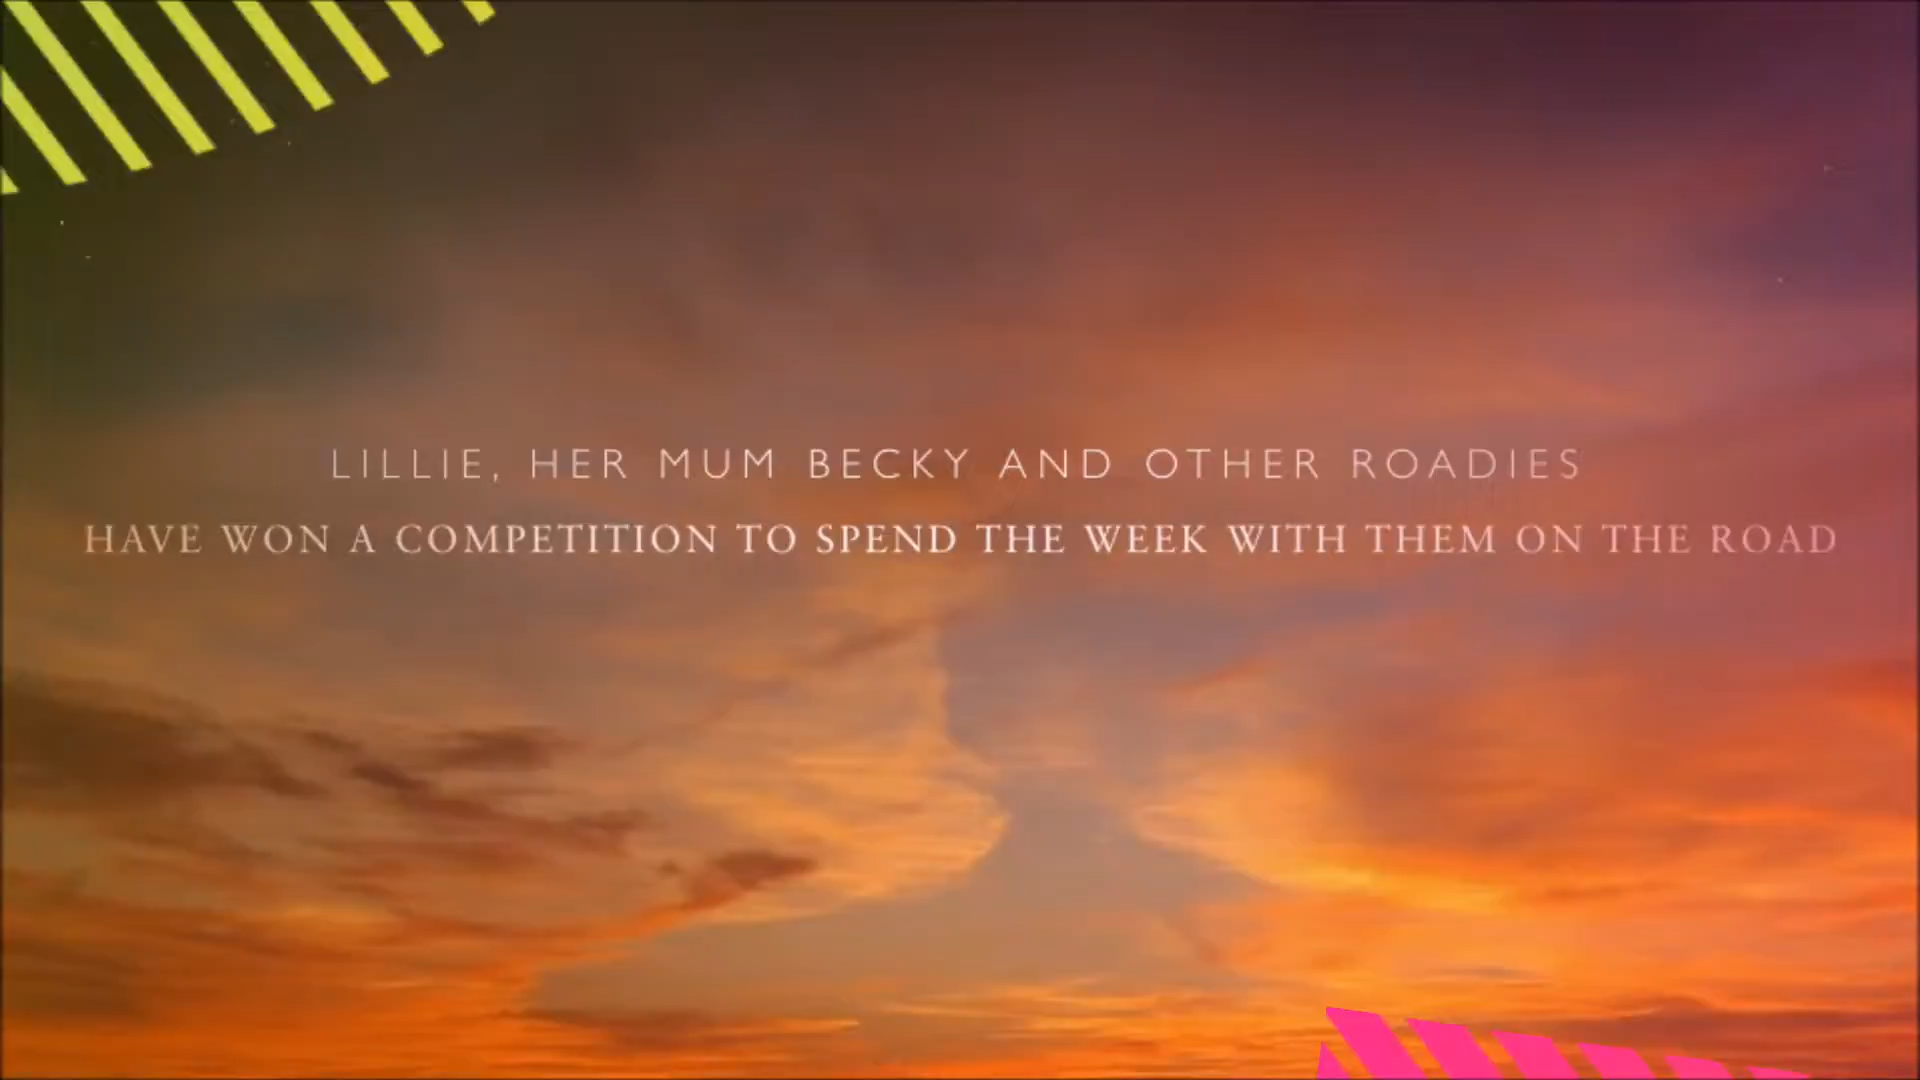 LILLIE, HER MUM BECKY AND OTHER ROADIES
HAVE WON A COMPETITION TO SPEND THE WEEK WITH THEM ON THE ROAD